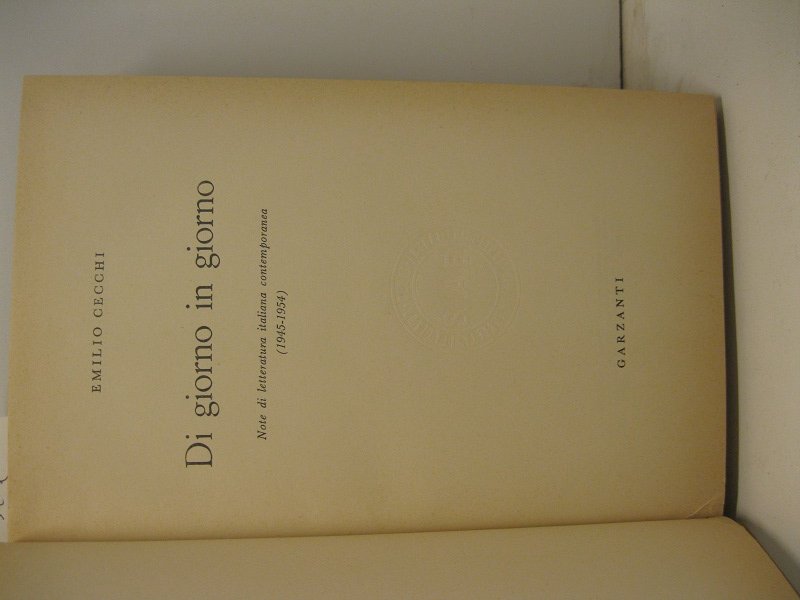 EMILIO CECCHI
Di giorno in giorno
Note di letteratura italiana contemporanea
(1945-1954)
GARZANTI